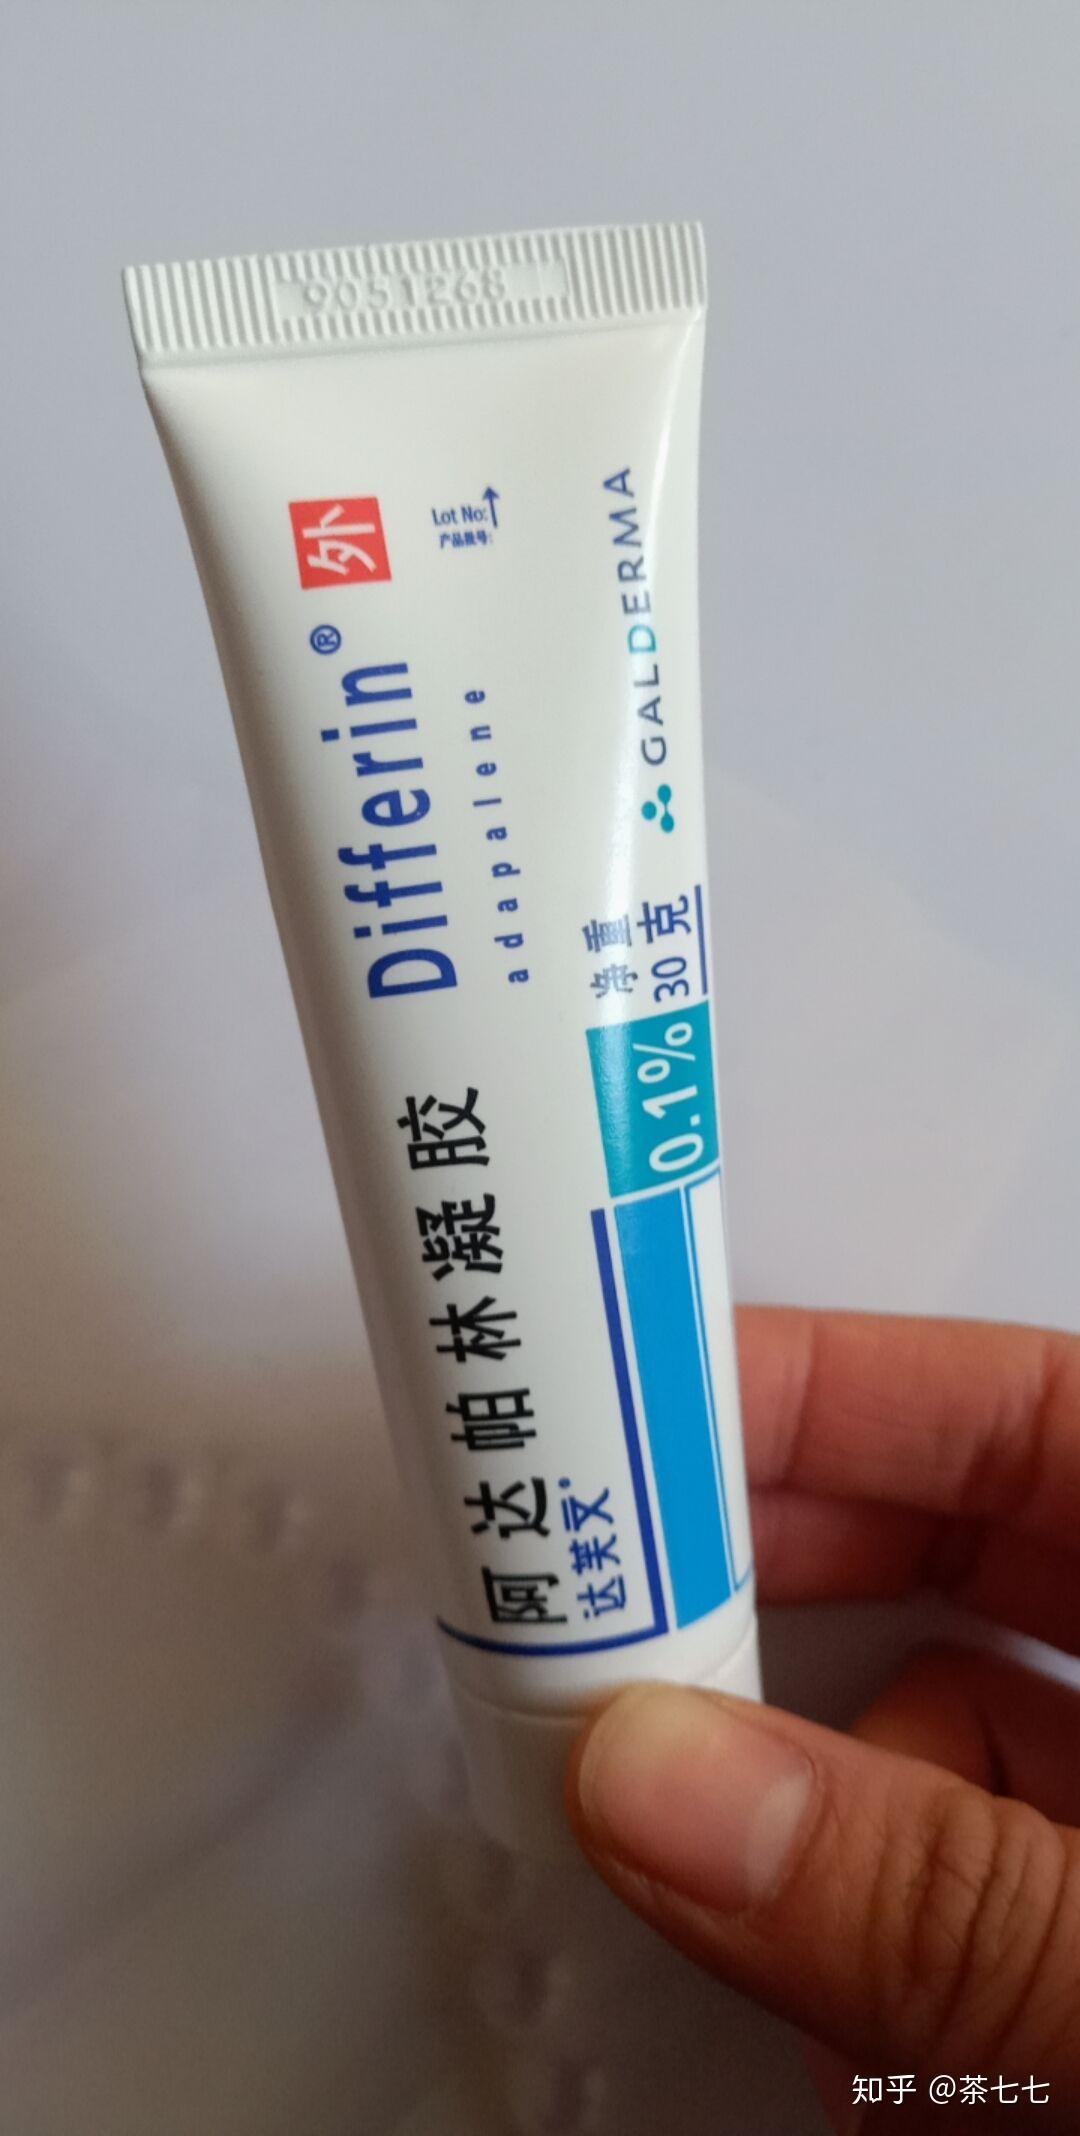 9051268
外
Lot No:
产品批号:
Differin®
adapalene
GALDERMA
阿达帕林凝胶
达芙文®
0.1%
净重
30克
知乎 @茶七七